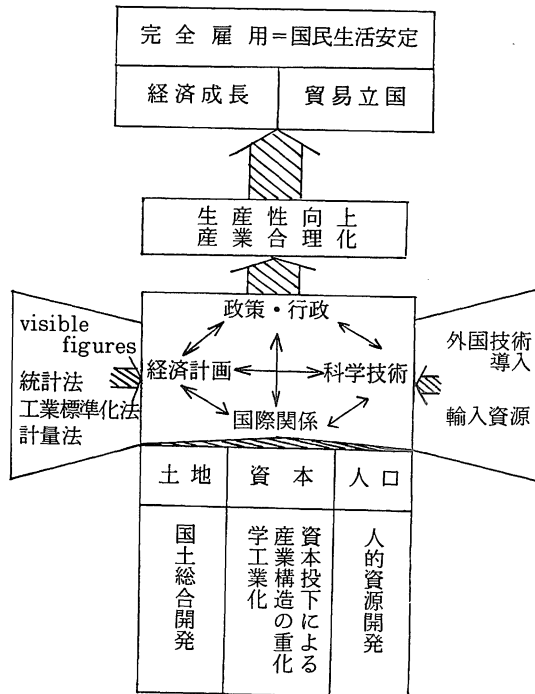 完全雇用=国民生活安定
経済成長
貿易立国
生産性向上
産業合理化
政策・行政
visible
figures
統計法
工業標準化法
計量法
経済計画
科学技術
国際関係
外国技術
導入
輸入資源
土地
資本
人口
国土総合開発
資本投下による
産業構造の重化
学工業化
人的資源開発